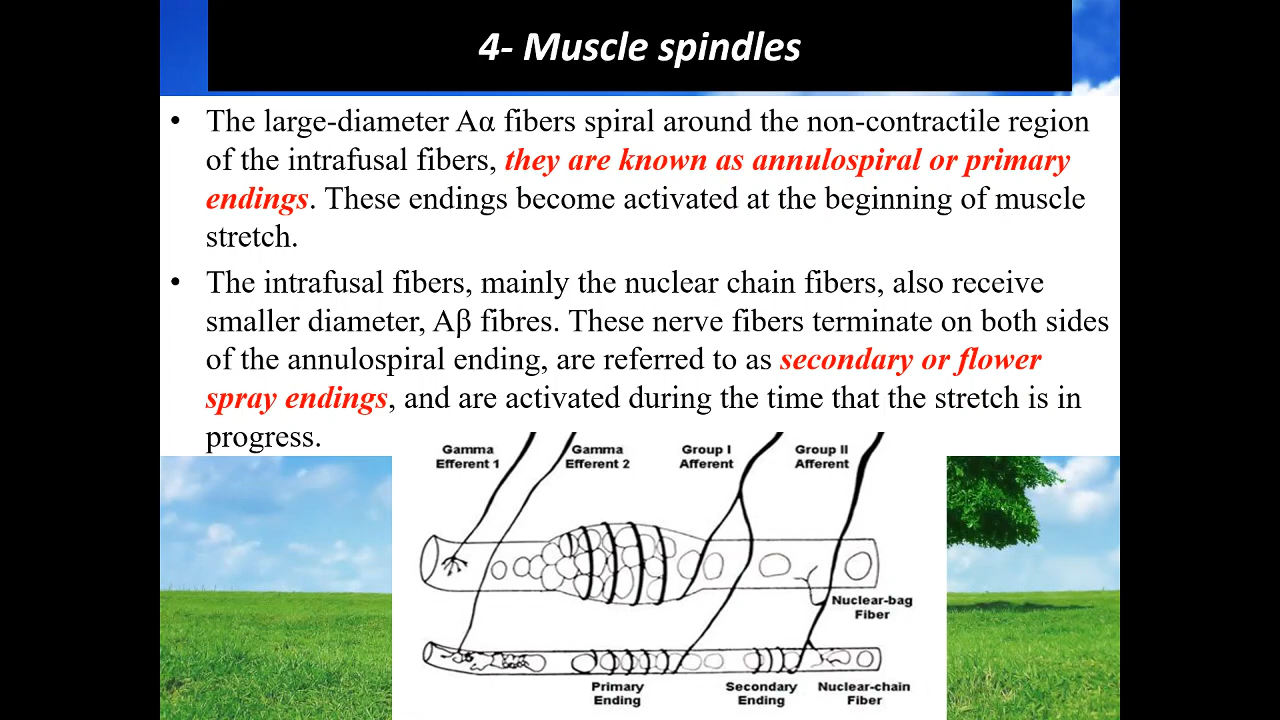 4- Muscle spindles
• The large-diameter Aα fibers spiral around the non-contractile region
of the intrafusal fibers, they are known as annulospiral or primary
endings. These endings become activated at the beginning of muscle
stretch.
• The intrafusal fibers, mainly the nuclear chain fibers, also receive
smaller diameter, Aβ fibres. These nerve fibers terminate on both sides
of the annulospiral ending, are referred to as secondary or flower
spray endings, and are activated during the time that the stretch is in
progress.
Gamma
Efferent 1
Gamma
Efferent 2
Group I
Afferent
Group II
Afferent
Nuclear-bag
Fiber
Primary
Ending
Secondary
Ending
Nuclear-chain
Fiber